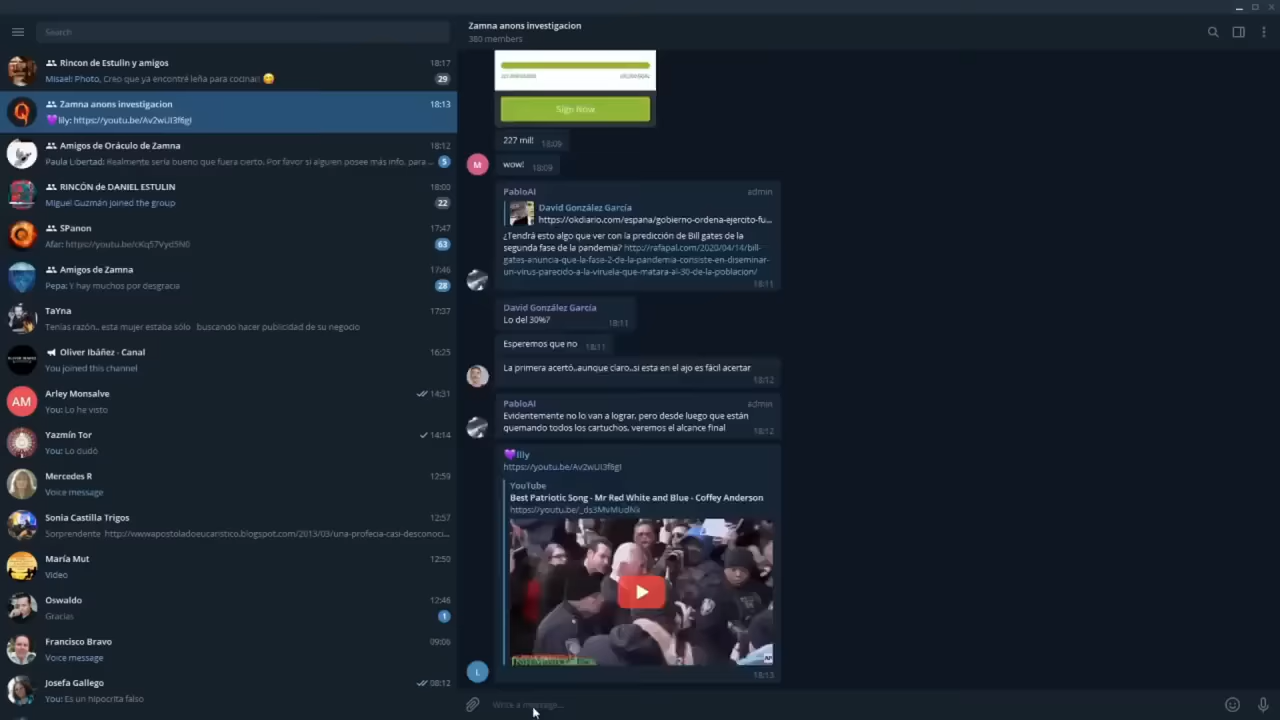 Search
Rincon de Estulin y amigos 18:17
Misael: Photo, Creo que ya encontré leña para cocinar! 29
Zamna anons investigacion 18:13
lily: https://youtu.be/Av2wUI3f6gI
Amigos de Oráculo de Zamna 18:12
Paula Libertad: Realmente sería bueno que fuera cierto. Por favor si alguien posee más info, para ... 5
RINCÓN DE DANIEL ESTULIN 18:00
Miguel Guzmán joined the group 22
SPanon 17:47
Afar: https://youtu.be/cKq57Vyd5N0 63
Amigos de Zamna 17:46
Pepa: Y hay muchos por desgracia 28
TaYna 17:37
Tenías razón.. esta mujer estaba sólo buscando hacer publicidad de su negocio
Oliver Ibáñez - Canal 16:25
You joined this channel
AM
Arley Monsalve 14:31
You: Lo he visto
Yazmín Tor 14:14
You: Lo dudó
Mercedes R 12:59
Voice message
Sonia Castilla Trigos 12:57
Sorprendente http://wwwapostoladoeucaristico.blogspot.com/2013/03/una-profecia-casi-desconoci...
María Mut 12:50
Video
Oswaldo 12:46
Gracias 1
Francisco Bravo 09:06
Voice message
Josefa Gallego 08:12
You: Es un hipocrita falso
Zamna anons investigacion
380 members
Sign Now
227 mil! 18:09
M
wow! 18:09
PabloAI admin
David González García
https://okdiario.com/espana/gobierno-ordena-ejercito-fu...
¿Tendrá esto algo que ver con la predicción de Bill gates de la
segunda fase de la pandemia? http://rafapal.com/2020/04/14/bill-
gates-anuncia-que-la-fase-2-de-la-pandemia-consiste-en-diseminar-
un-virus-parecido-a-la-viruela-que-matara-al-30-de-la-poblacion/
18:11
David González García
Lo del 30%? 18:11
Esperemos que no 18:11
La primera acertó..aunque claro..si esta en el ajo es fácil acertar
18:12
PabloAI admin
Evidentemente no lo van a lograr, pero desde luego que están
quemando todos los cartuchos, veremos el alcance final 18:12
lily
https://youtu.be/Av2wUI3f6gI
YouTube
Best Patriotic Song - Mr Red White and Blue - Coffey Anderson
https://youtu.be/_ds3MvMUdNk
AP
L
18:13
Write a message...